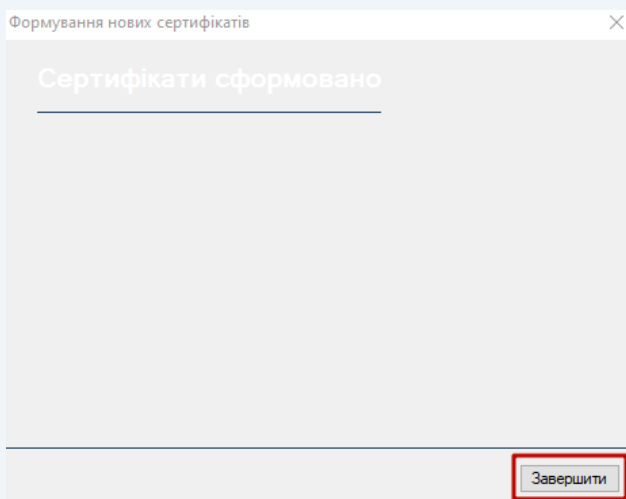 Формування нових сертифікатів
Сертифікати сформовано
Завершити